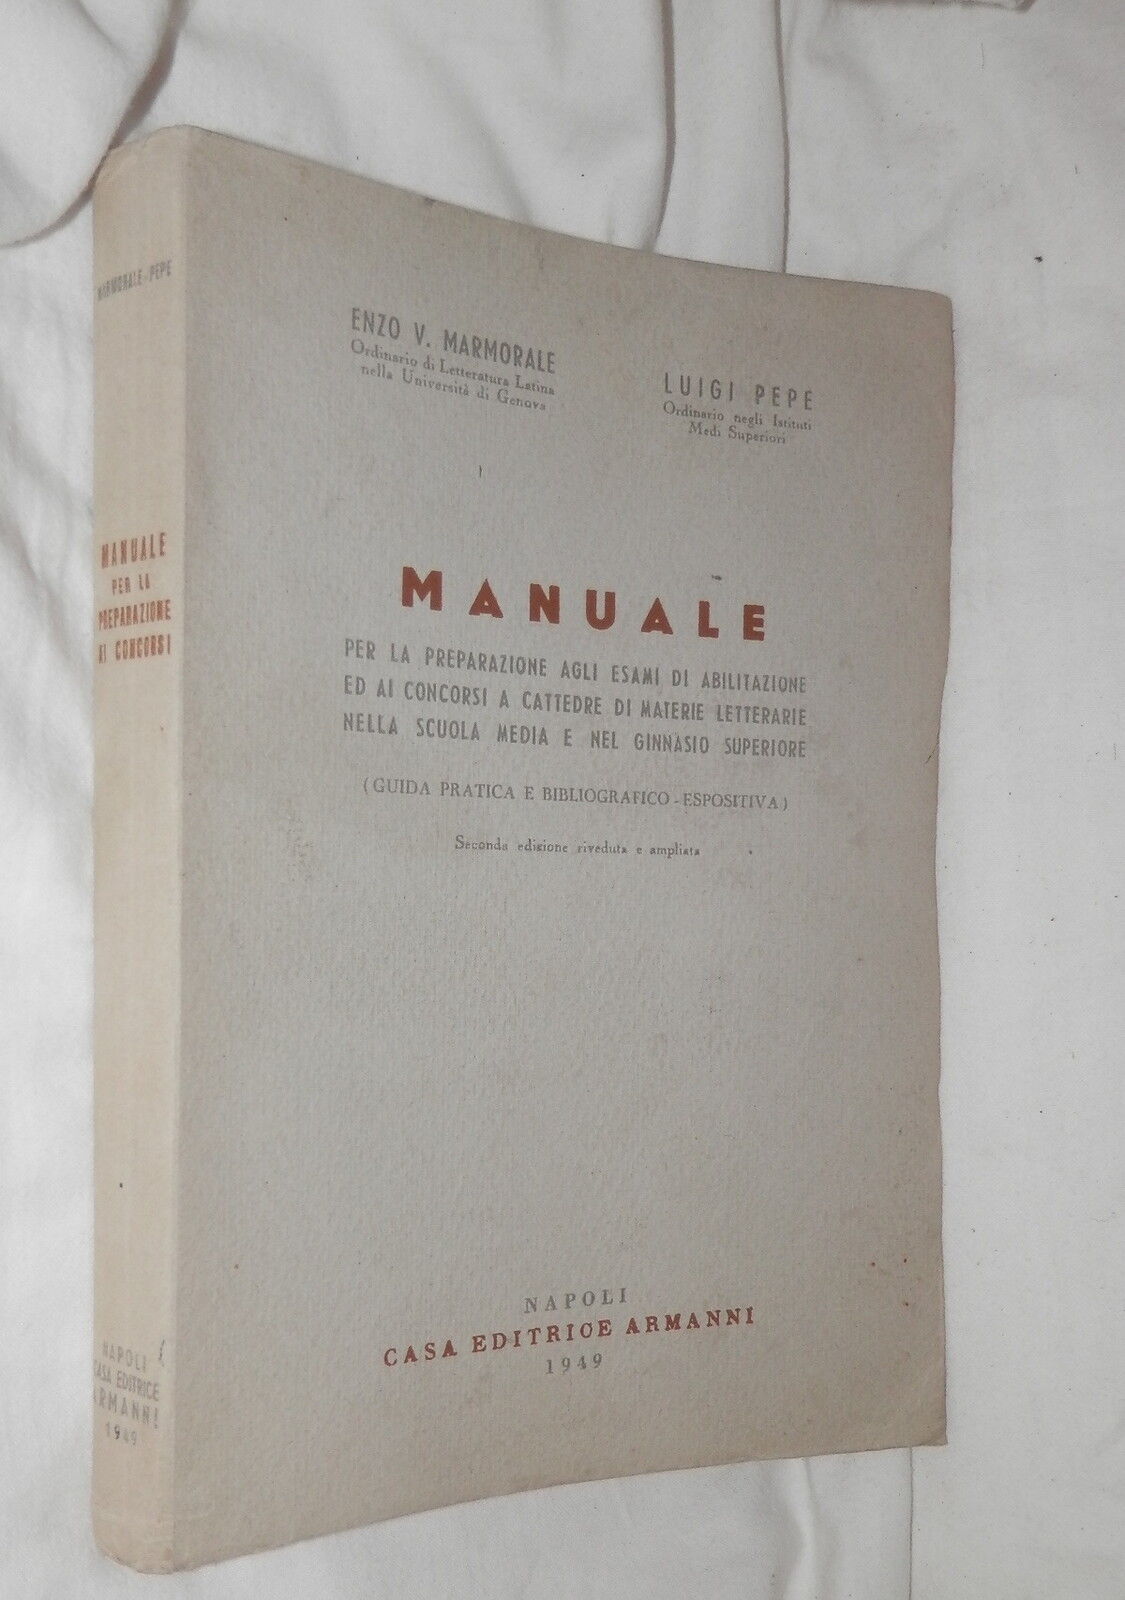 MARMORALE - PEPE
MANUALE
PER LA
PREPARAZIONE
AI CONCORSI
NAPOLI
CASA EDITRICE
ARMANNI
1949
ENZO V. MARMORALE
Ordinario di Letteratura Latina
nella Università di Genova
LUIGI PEPE
Ordinario negli Istituti
Medi Superiori
MANUALE
PER LA PREPARAZIONE AGLI ESAMI DI ABILITAZIONE
ED AI CONCORSI A CATTEDRE DI MATERIE LETTERARIE
NELLA SCUOLA MEDIA E NEL GINNASIO SUPERIORE
(GUIDA PRATICA E BIBLIOGRAFICO - ESPOSITIVA)
Seconda edizione riveduta e ampliata
NAPOLI
CASA EDITRICE ARMANNI
1949